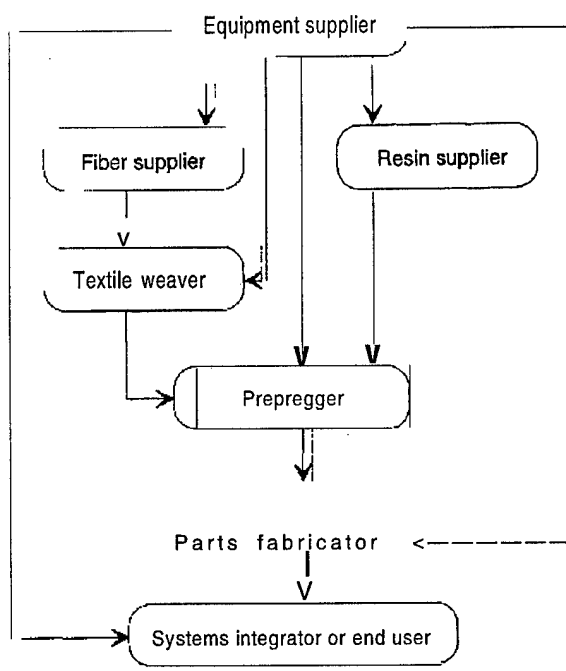 Equipment supplier
Fiber supplier
Resin supplier
Textile weaver
Prepregger
Parts fabricator
Systems integrator or end user